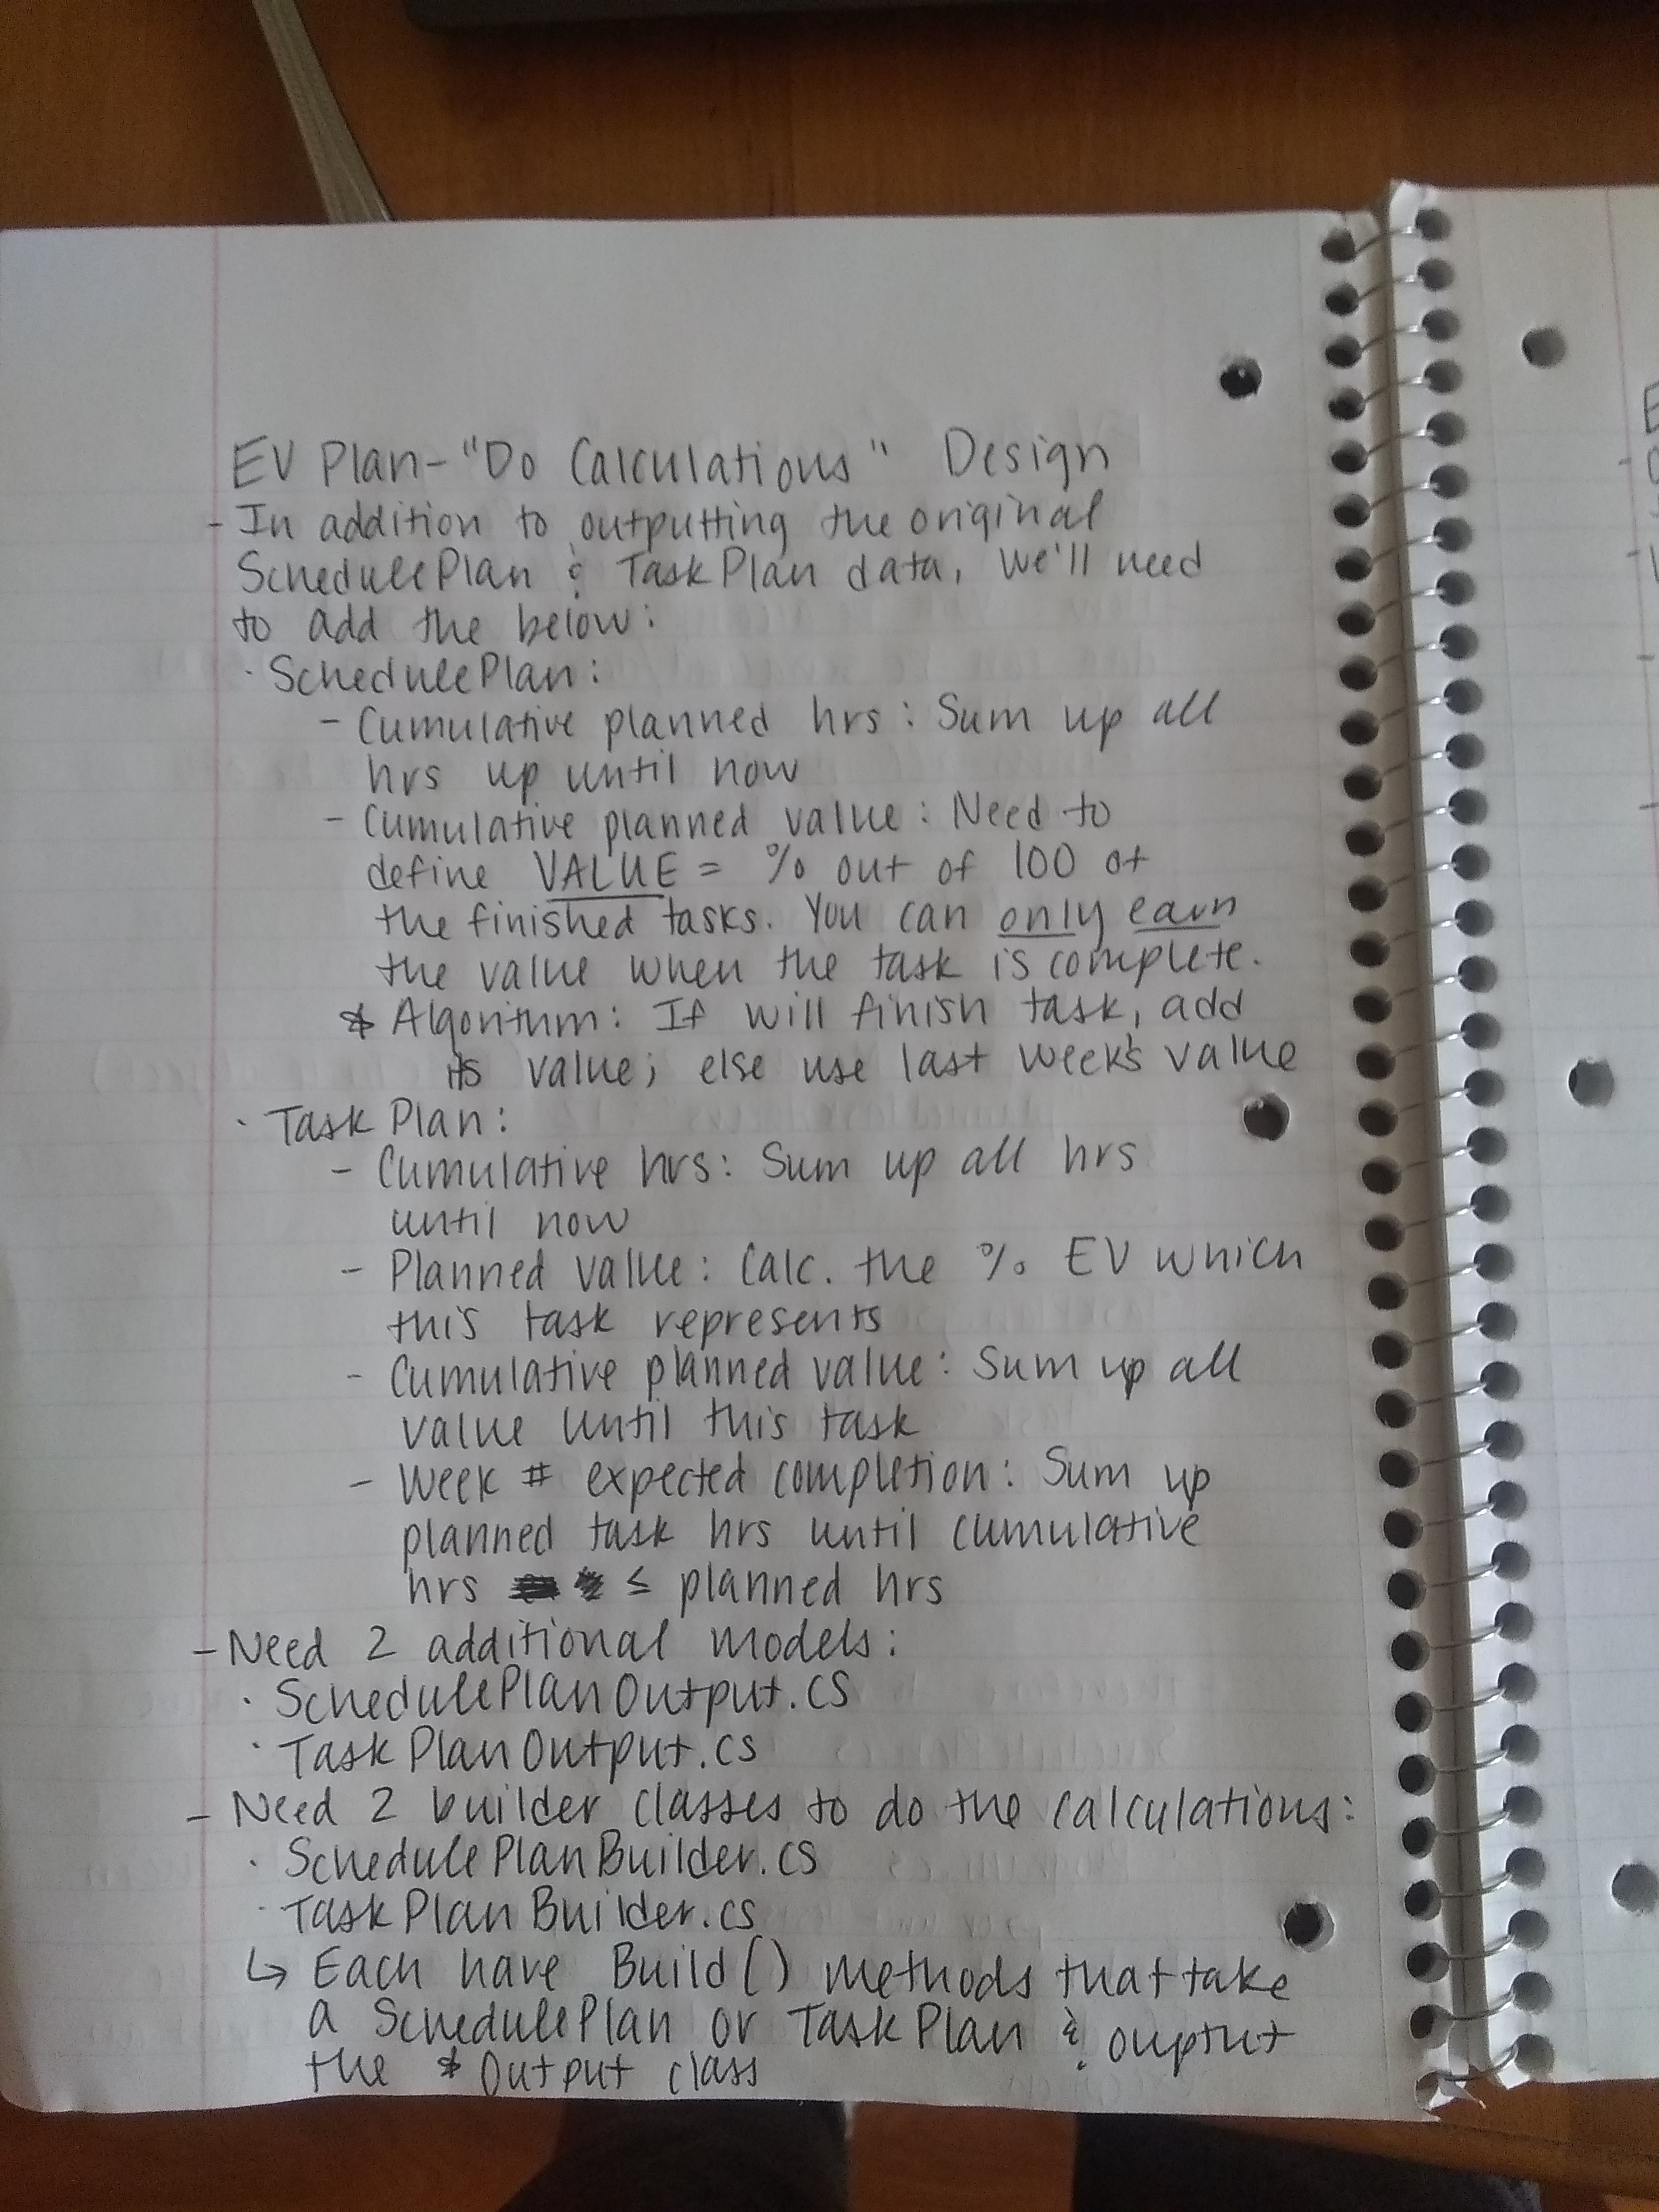 EV Plan - "Do Calculations" Design
- In addition to outputting the original
SchedulePlan & TaskPlan data, we'll need
to add the below:
· SchedulePlan:
- Cumulative planned hrs: Sum up all
hrs up until now
- Cumulative planned value: Need to
define VALUE = % out of 100 of
the finished tasks. You can only earn
the value when the task is complete.
* Algorithm: If will finish task, add
its value; else use last week's value
· TaskPlan:
- Cumulative hrs: Sum up all hrs
until now
- Planned value: Calc. the % EV which
this task represents
- Cumulative planned value: Sum up all
value until this task
- Week # expected completion: Sum up
planned task hrs until cumulative
hrs ≤ planned hrs
- Need 2 additional models:
· SchedulePlanOutput.cs
· TaskPlanOutput.cs
- Need 2 builder classes to do the calculations:
· SchedulePlanBuilder.cs
· TaskPlanBuilder.cs
↳ Each have Build() methods that take
a SchedulePlan or TaskPlan & ouptut
the * Output class